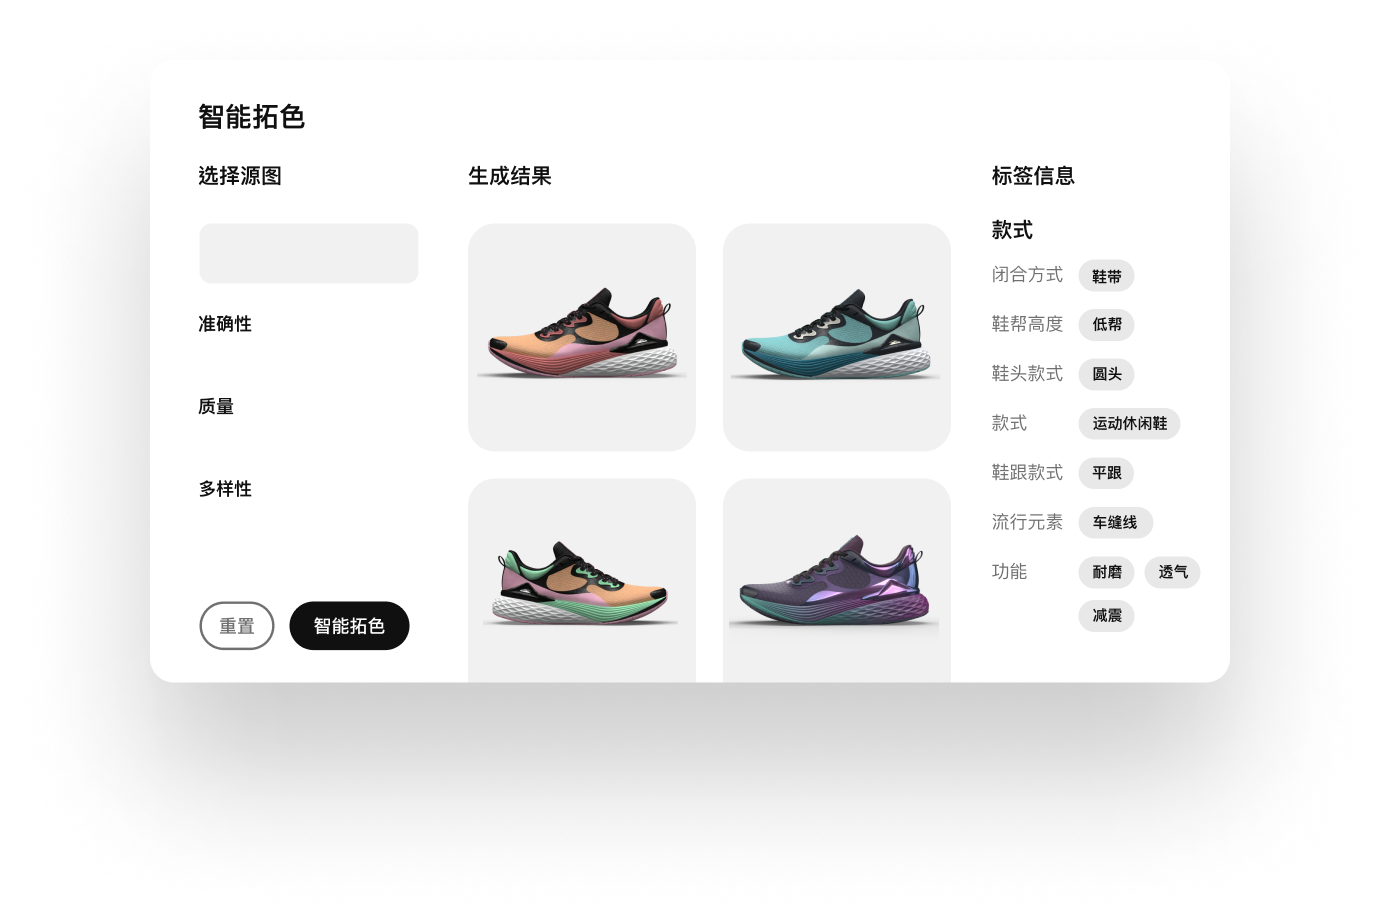 智能拓色
选择源图
准确性
质量
多样性
重置
智能拓色
生成结果
标签信息
款式
闭合方式 鞋带
鞋帮高度 低帮
鞋头款式 圆头
款式 运动休闲鞋
鞋跟款式 平跟
流行元素 车缝线
功能 耐磨 透气
减震